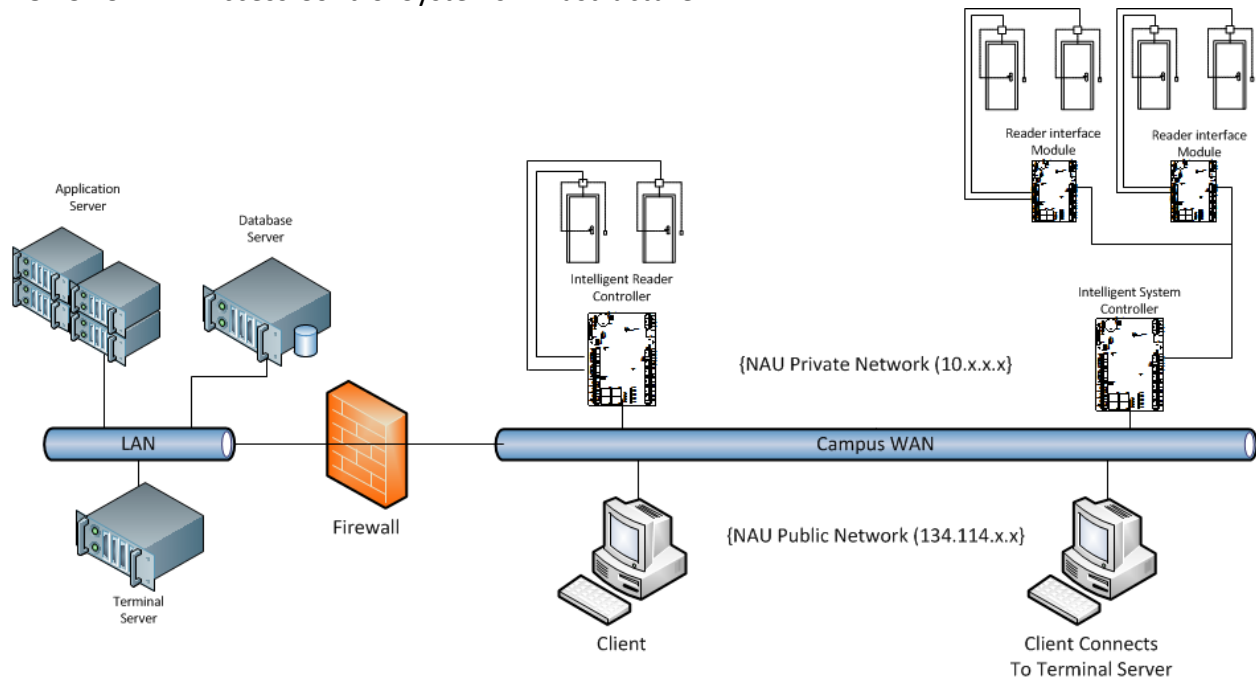 Reader interface
Module
Reader interface
Module
Application
Server
Database
Server
Intelligent Reader
Controller
Intelligent System
Controller
{NAU Private Network (10.x.x.x}
LAN
Campus WAN
Firewall
{NAU Public Network (134.114.x.x}
Terminal
Server
Client
Client Connects
To Terminal Server